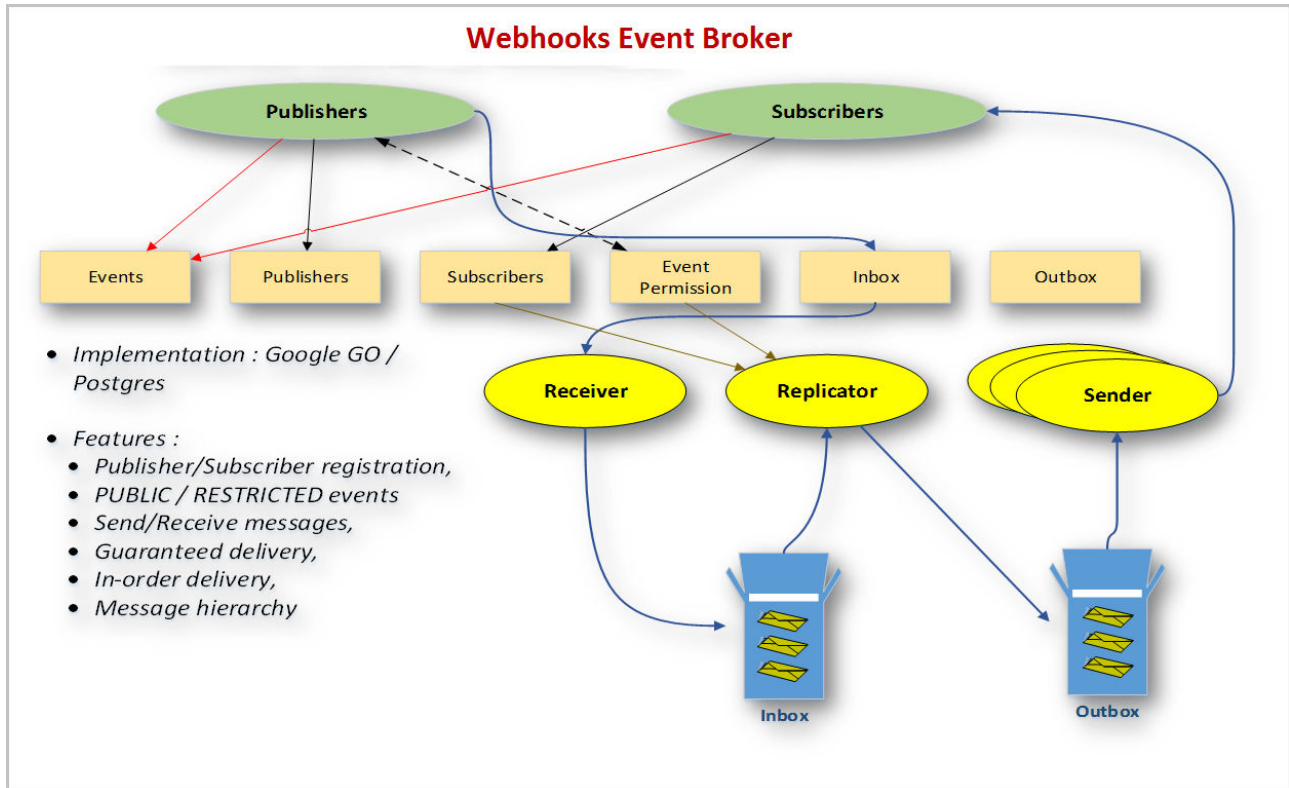 Webhooks Event Broker
Publishers
Subscribers
Events
Publishers
Subscribers
Event
Permission
Inbox
Outbox
• Implementation : Google GO /
Postgres
Receiver
Replicator
Sender
• Features :
• Publisher/Subscriber registration,
• PUBLIC / RESTRICTED events
• Send/Receive messages,
• Guaranteed delivery,
• In-order delivery,
• Message hierarchy
Inbox
Outbox